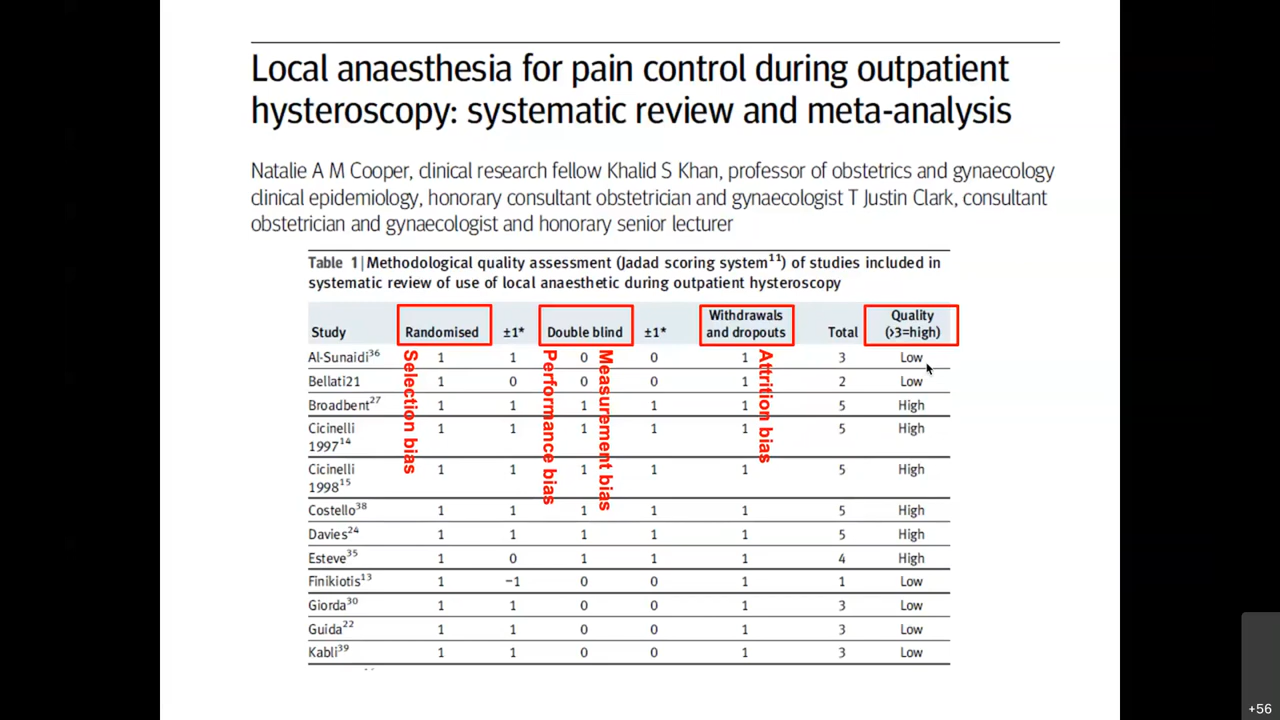 Local anaesthesia for pain control during outpatient
hysteroscopy: systematic review and meta-analysis
Natalie A M Cooper, clinical research fellow Khalid S Khan, professor of obstetrics and gynaecology
clinical epidemiology, honorary consultant obstetrician and gynaecologist T Justin Clark, consultant
obstetrician and gynaecologist and honorary senior lecturer
Table 1|Methodological quality assessment (Jadad scoring system11) of studies included in
systematic review of use of local anaesthetic during outpatient hysteroscopy
Study Randomised ±1* Double blind ±1* Withdrawals and dropouts Total Quality (>3=high)
Al-Sunaidi36 1 1 0 0 1 3 Low
Bellati21 1 0 0 0 1 2 Low
Broadbent27 1 1 1 1 1 5 High
Cicinelli 199714 1 1 1 1 1 5 High
Cicinelli 199815 1 1 1 1 1 5 High
Costello38 1 1 1 1 1 5 High
Davies24 1 1 1 1 1 5 High
Esteve35 1 0 1 1 1 4 High
Finikiotis13 1 −1 0 0 1 1 Low
Giorda30 1 1 0 0 1 3 Low
Guida22 1 1 0 0 1 3 Low
Kabli39 1 1 0 0 1 3 Low
Selection bias
Performance bias
Measurement bias
Attrition bias
+56